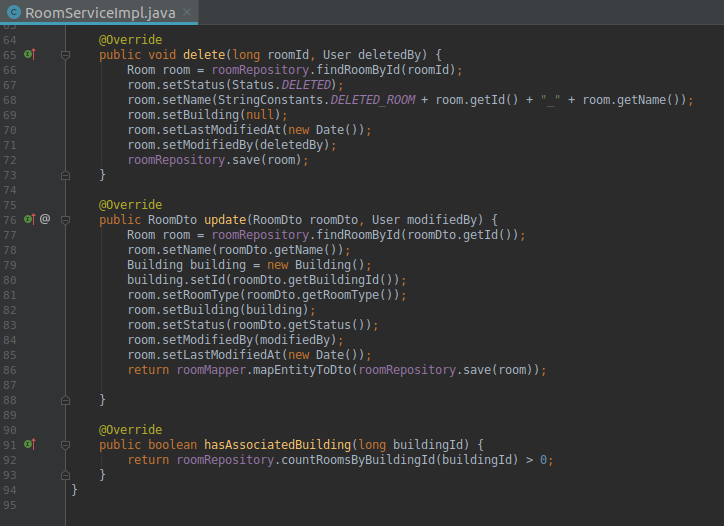 RoomServiceImpl.java
64 @Override
65 public void delete(long roomId, User deletedBy) {
66 Room room = roomRepository.findRoomById(roomId);
67 room.setStatus(Status.DELETED);
68 room.setName(StringConstants.DELETED_ROOM + room.getId() + "_" + room.getName());
69 room.setBuilding(null);
70 room.setLastModifiedAt(new Date());
71 room.setModifiedBy(deletedBy);
72 roomRepository.save(room);
73 }
74
75 @Override
76 @ public RoomDto update(RoomDto roomDto, User modifiedBy) {
77 Room room = roomRepository.findRoomById(roomDto.getId());
78 room.setName(roomDto.getName());
79 Building building = new Building();
80 building.setId(roomDto.getBuildingId());
81 room.setRoomType(roomDto.getRoomType());
82 room.setBuilding(building);
83 room.setStatus(roomDto.getStatus());
84 room.setModifiedBy(modifiedBy);
85 room.setLastModifiedAt(new Date());
86 return roomMapper.mapEntityToDto(roomRepository.save(room));
87
88 }
89
90 @Override
91 public boolean hasAssociatedBuilding(long buildingId) {
92 return roomRepository.countRoomsByBuildingId(buildingId) > 0;
93 }
94 }
95